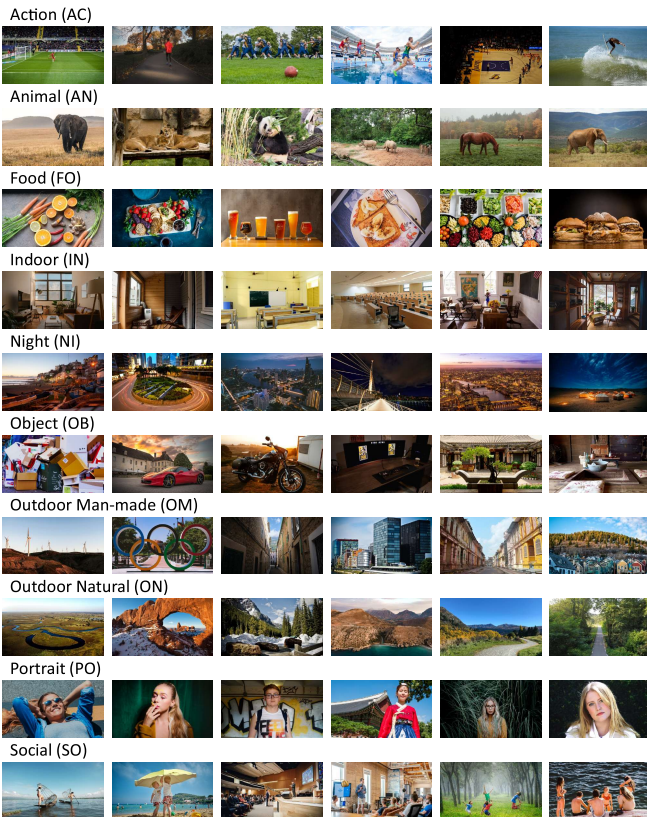 Action (AC)
Animal (AN)
Food (FO)
Indoor (IN)
Night (NI)
Object (OB)
Outdoor Man-made (OM)
Outdoor Natural (ON)
Portrait (PO)
Social (SO)